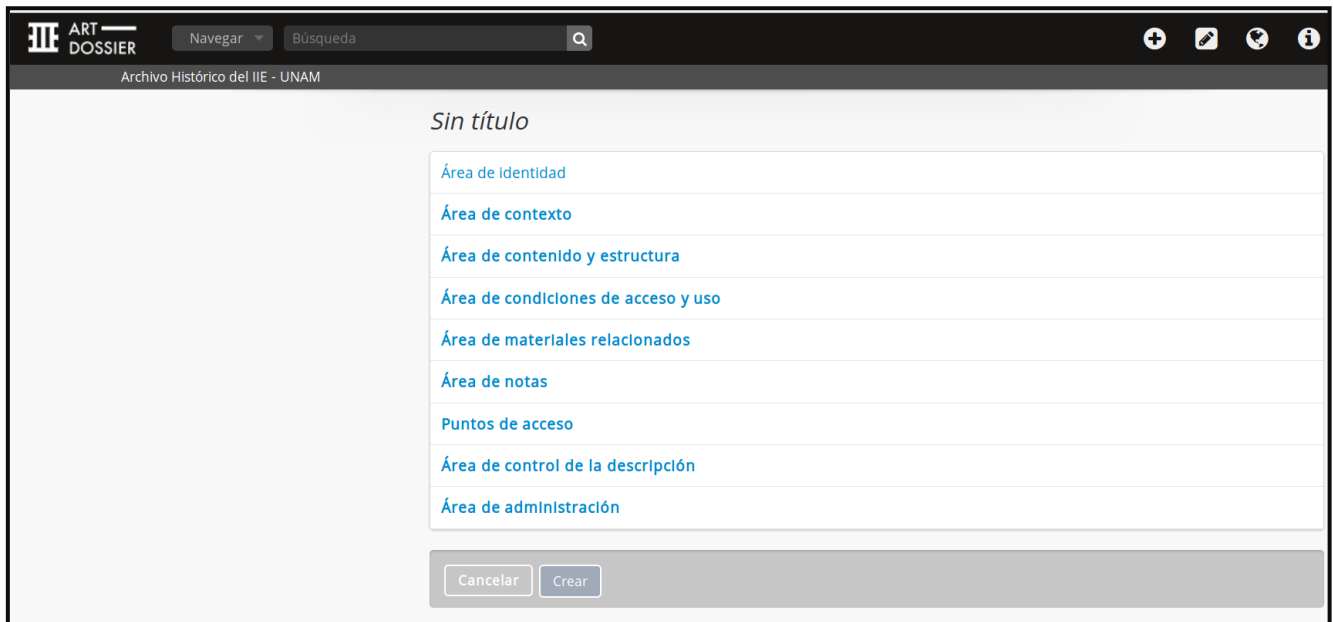 ART
DOSSIER
Navegar
Búsqueda
Archivo Histórico del IIE - UNAM
Sin título
Área de identidad
Área de contexto
Área de contenido y estructura
Área de condiciones de acceso y uso
Área de materiales relacionados
Área de notas
Puntos de acceso
Área de control de la descripción
Área de administración
Cancelar Crear